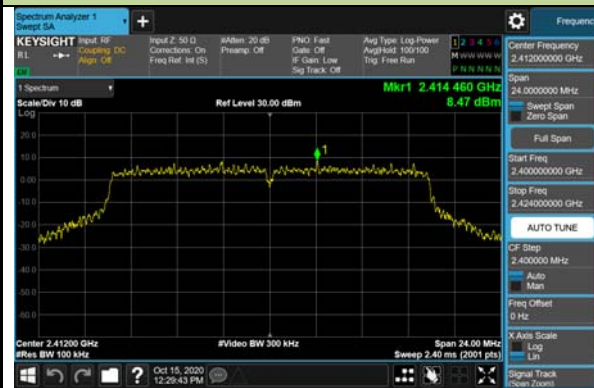 Spectrum Analyzer 1
Swept SA
+
Frequenc
KEYSIGHT
RL
Input: RF
Coupling: DC
Align: Off
Input Z: 50 Ω
Corrections: On
Freq Ref: Int (S)
#Atten: 20 dB
Preamp: Off
PNO: Fast
Gate: Off
IF Gain: Low
Sig Track: Off
Avg Type: Log-Power
Avg|Hold: 100/100
Trig: Free Run
1 2 3 4 5 6
M W W W W W
P N N N N N
1 Spectrum
Scale/Div 10 dB
Log
Ref Level 30.00 dBm
Mkr1 2.414 460 GHz
8.47 dBm
1
20.0
10.0
0.00
-10.0
-20.0
-30.0
-40.0
-50.0
-60.0
Center 2.41200 GHz
#Res BW 100 kHz
#Video BW 300 kHz
Span 24.00 MHz
Sweep 2.40 ms (2001 pts)
Center Frequency
2.412000000 GHz
Span
24.0000000 MHz
Swept Span
Zero Span
Full Span
Start Freq
2.400000000 GHz
Stop Freq
2.424000000 GHz
AUTO TUNE
CF Step
2.400000 MHz
Auto
Man
Freq Offset
0 Hz
X Axis Scale
Log
Lin
Signal Track
(Span Zoom)
?
Oct 15, 2020
12:29:43 PM